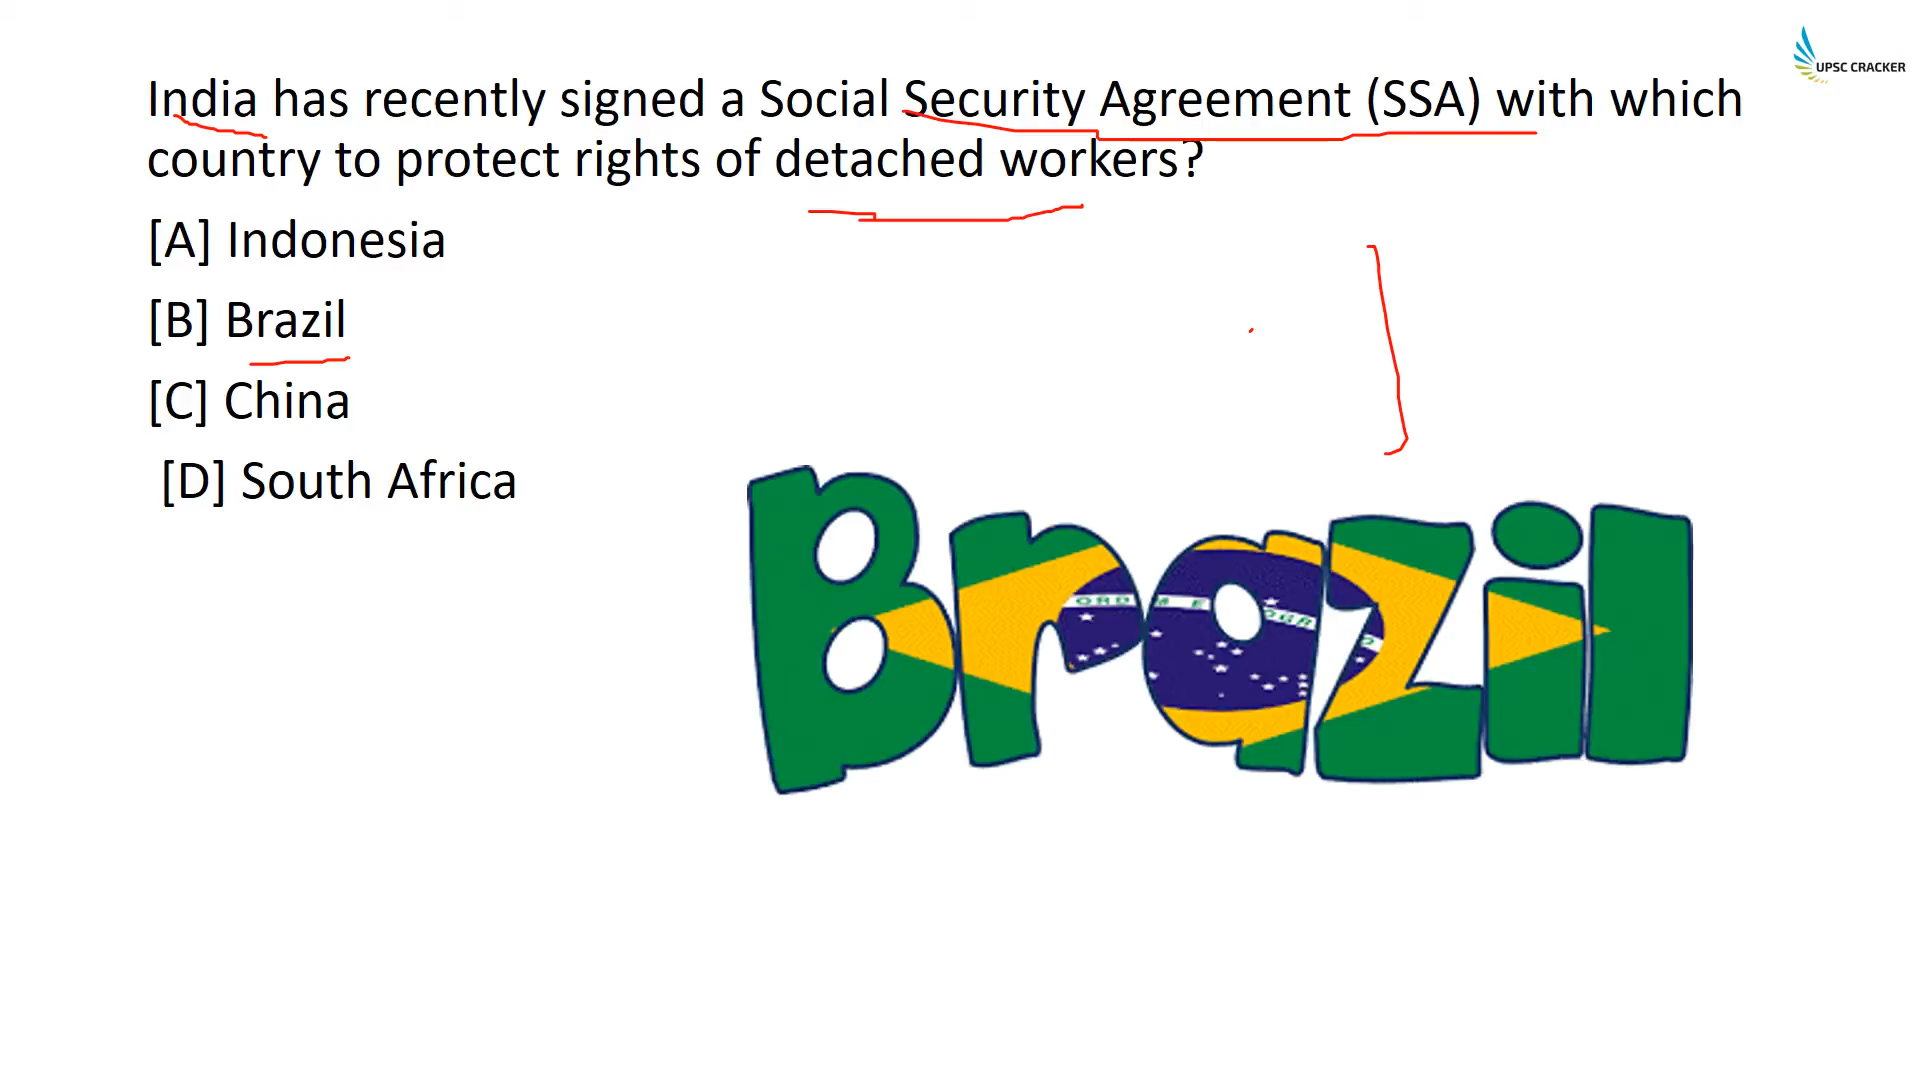 UPSC CRACKER
India has recently signed a Social Security Agreement (SSA) with which
country to protect rights of detached workers?
[A] Indonesia
[B] Brazil
[C] China
[D] South Africa
Brazil